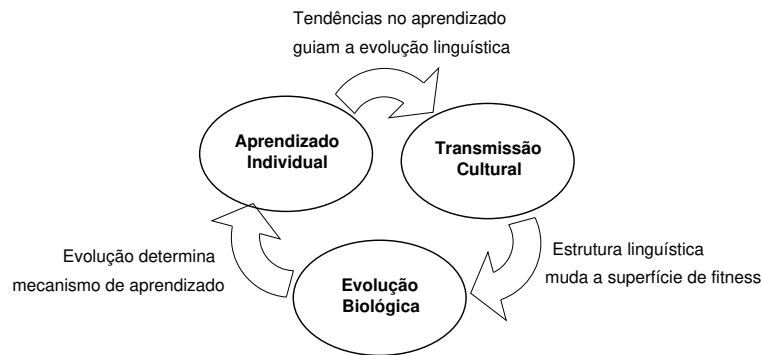 Tendências no aprendizado
guiam a evolução linguística
Aprendizado
Individual
Transmissão
Cultural
Evolução determina
mecanismo de aprendizado
Estrutura linguística
muda a superfície de fitness
Evolução
Biológica